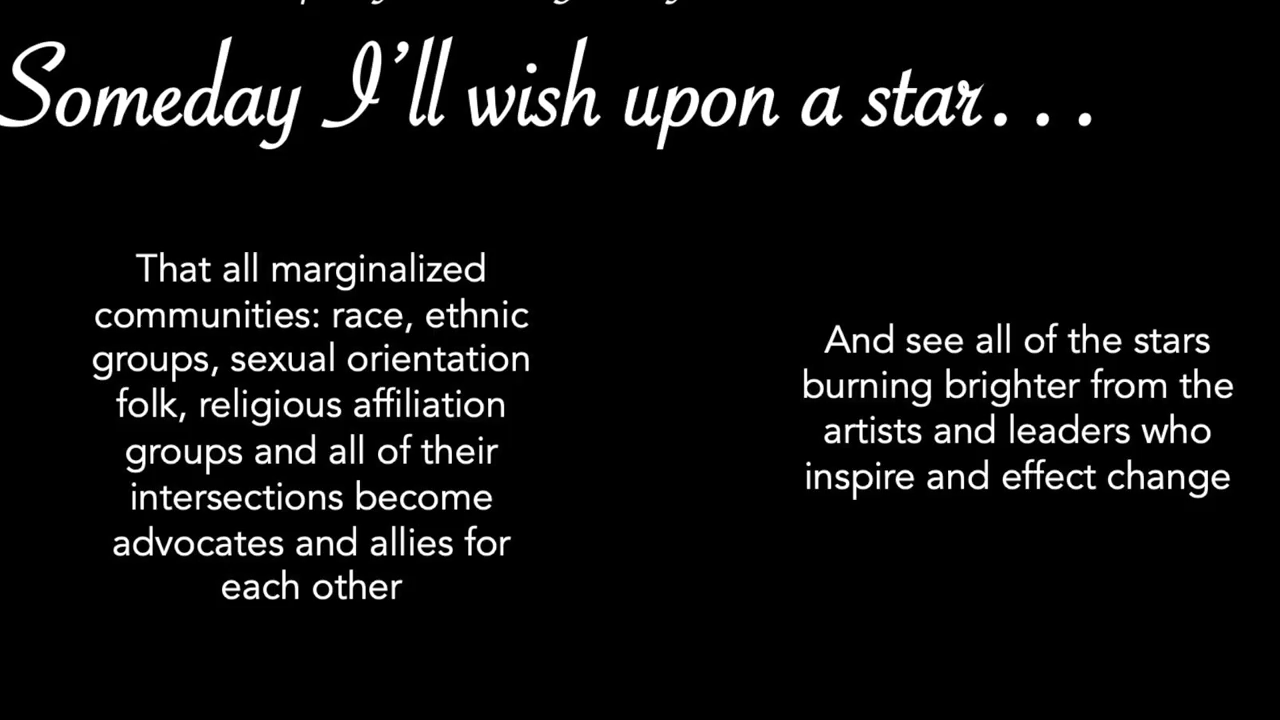 Someday I'll wish upon a star...
That all marginalized
communities: race, ethnic
groups, sexual orientation
folk, religious affiliation
groups and all of their
intersections become
advocates and allies for
each other
And see all of the stars
burning brighter from the
artists and leaders who
inspire and effect change